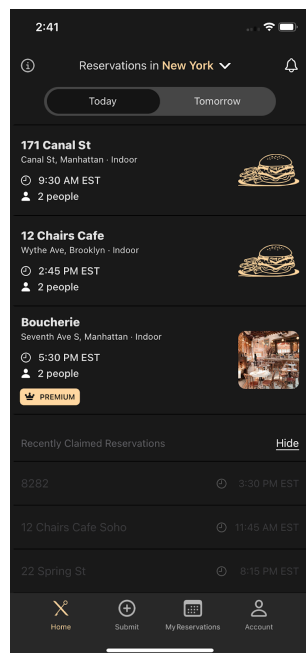 2:41
Reservations in New York
Today
Tomorrow
171 Canal St
Canal St, Manhattan · Indoor
9:30 AM EST
2 people
12 Chairs Cafe
Wythe Ave, Brooklyn · Indoor
2:45 PM EST
2 people
Boucherie
Seventh Ave S, Manhattan · Indoor
5:30 PM EST
2 people
PREMIUM
Recently Claimed Reservations Hide
8282 3:30 PM EST
12 Chairs Cafe Soho 11:45 AM EST
22 Spring St 8:15 PM EST
Home Submit MyReservations Account